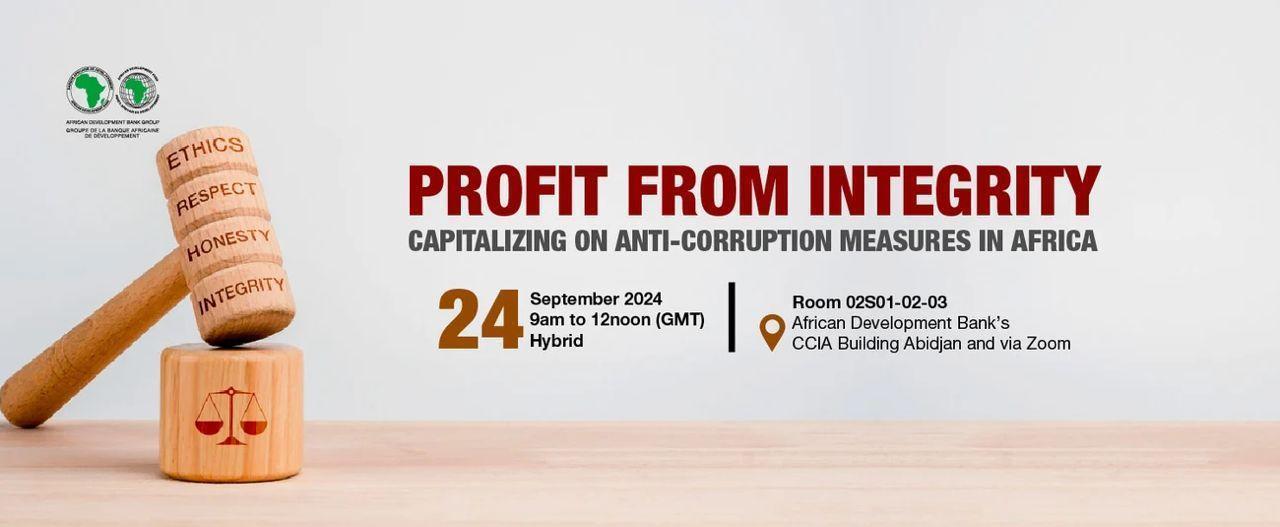 AFRICAN DEVELOPMENT BANK GROUP
GROUPE DE LA BANQUE AFRICAINE
DE DÉVELOPPEMENT
ETHICS
RESPECT
HONESTY
INTEGRITY
PROFIT FROM INTEGRITY
CAPITALIZING ON ANTI-CORRUPTION MEASURES IN AFRICA
24
September 2024
9am to 12noon (GMT)
Hybrid
Room 02S01-02-03
African Development Bank's
CCIA Building Abidjan and via Zoom